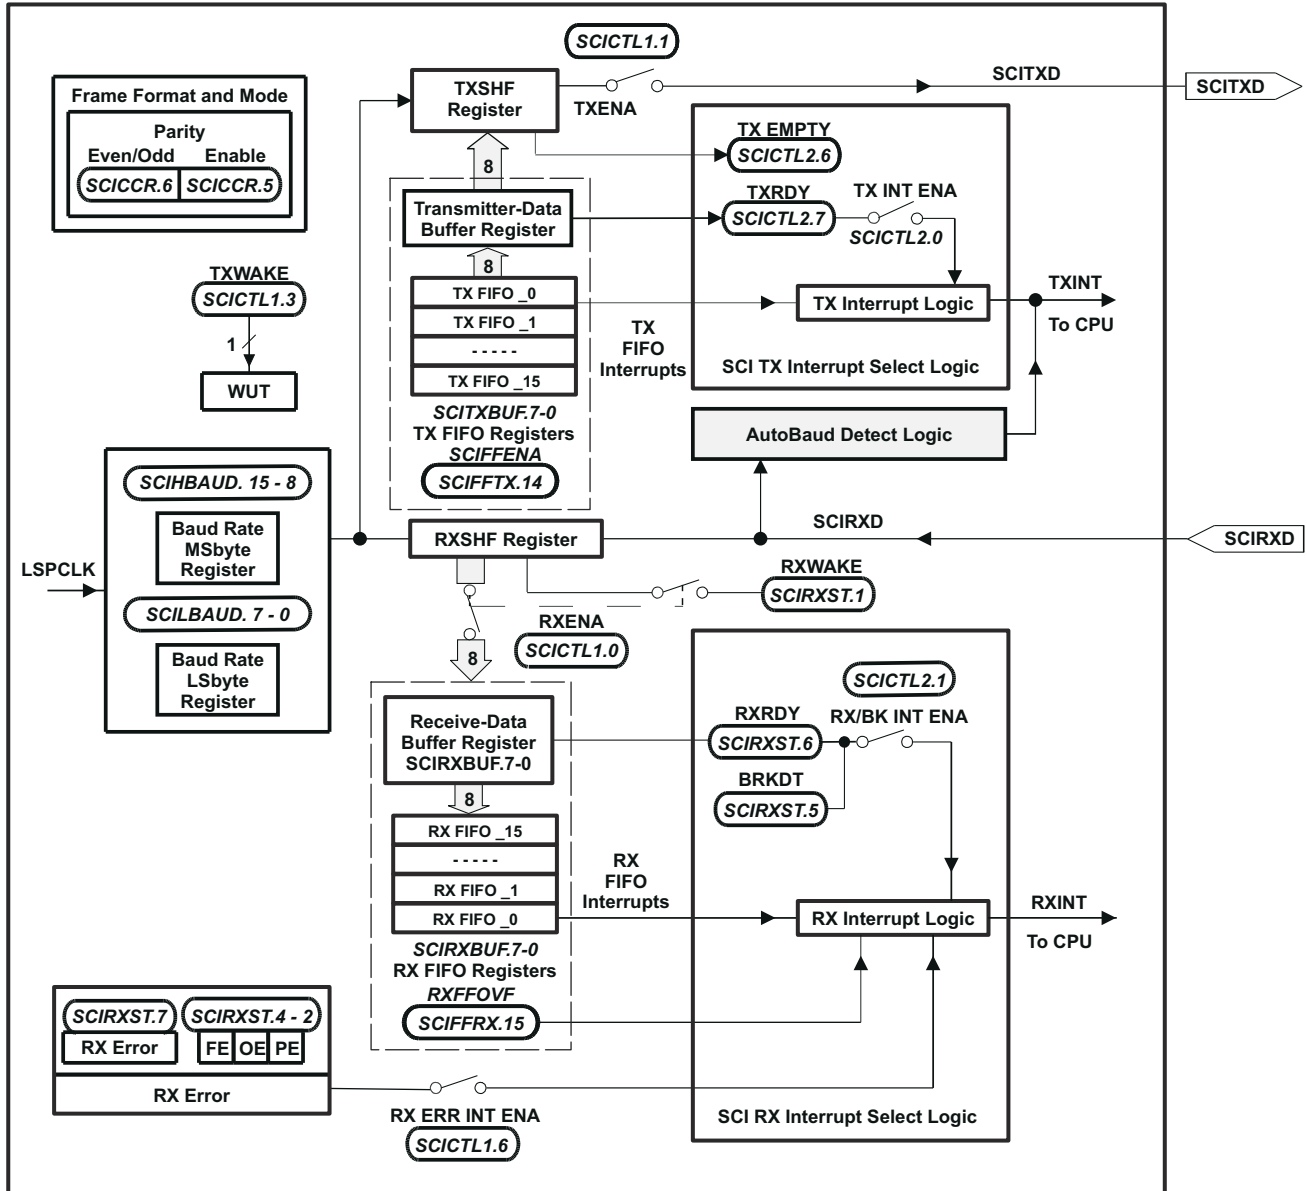 SCICTL1.1
Frame Format and Mode
Parity
Even/Odd Enable
SCICCR.6 SCICCR.5
TXSHF
Register
TXENA
SCITXD
SCITXD
8
TX EMPTY
SCICTL2.6
Transmitter-Data
Buffer Register
TXRDY
SCICTL2.7
TX INT ENA
SCICTL2.0
8
TXWAKE
SCICTL1.3
1
WUT
TX FIFO _0
TX FIFO _1
- - - - -
TX FIFO _15
TX
FIFO
Interrupts
TX Interrupt Logic
TXINT
To CPU
SCI TX Interrupt Select Logic
SCITXBUF.7-0
TX FIFO Registers
SCIFFENA
SCIFFTX.14
AutoBaud Detect Logic
LSPCLK
SCIHBAUD. 15 - 8
Baud Rate
MSbyte
Register
SCILBAUD. 7 - 0
Baud Rate
LSbyte
Register
RXSHF Register
SCIRXD
SCIRXD
RXWAKE
SCIRXST.1
RXENA
SCICTL1.0
8
SCICTL2.1
Receive-Data
Buffer Register
SCIRXBUF.7-0
RXRDY
SCIRXST.6
RX/BK INT ENA
BRKDT
SCIRXST.5
8
RX FIFO _15
- - - - -
RX FIFO _1
RX FIFO _0
RX
FIFO
Interrupts
RX Interrupt Logic
RXINT
To CPU
SCIRXBUF.7-0
RX FIFO Registers
RXFFOVF
SCIFFRX.15
SCIRXST.7 SCIRXST.4 - 2
RX Error FE OE PE
RX Error
RX ERR INT ENA
SCICTL1.6
SCI RX Interrupt Select Logic